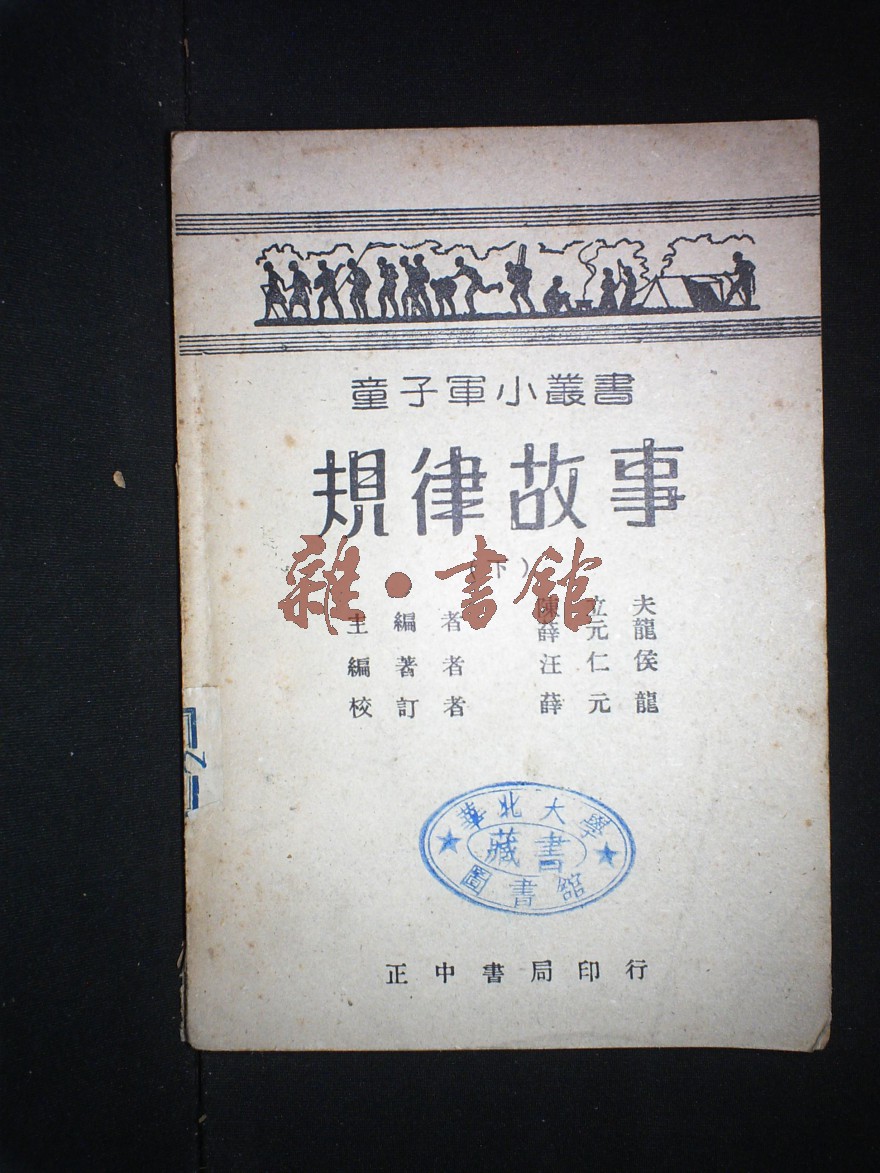 童子軍小叢書
規律故事
(下)
雜·書館
主編者 陳立夫
薛元龍
編著者 汪仁侯
校訂者 薛元龍
華北大學
藏書
圖書館
正中書局印行